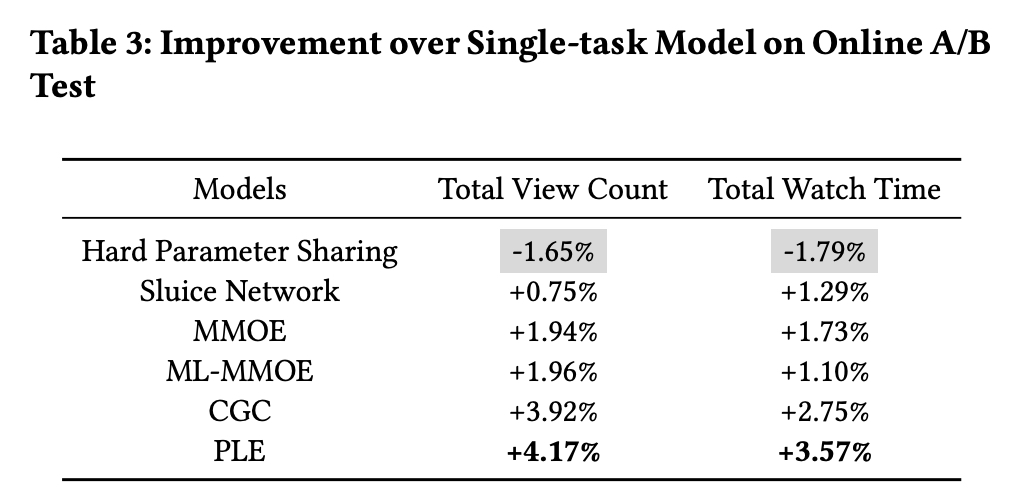 Table 3: Improvement over Single-task Model on Online A/B
Test
Models Total View Count Total Watch Time
Hard Parameter Sharing -1.65% -1.79%
Sluice Network +0.75% +1.29%
MMOE +1.94% +1.73%
ML-MMOE +1.96% +1.10%
CGC +3.92% +2.75%
PLE +4.17% +3.57%